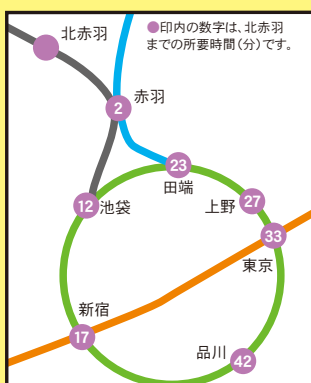 北赤羽
●印内の数字は、北赤羽
までの所要時間(分)です。
2
赤羽
23
田端
12
池袋
上野
27
33
東京
新宿
17
品川
42